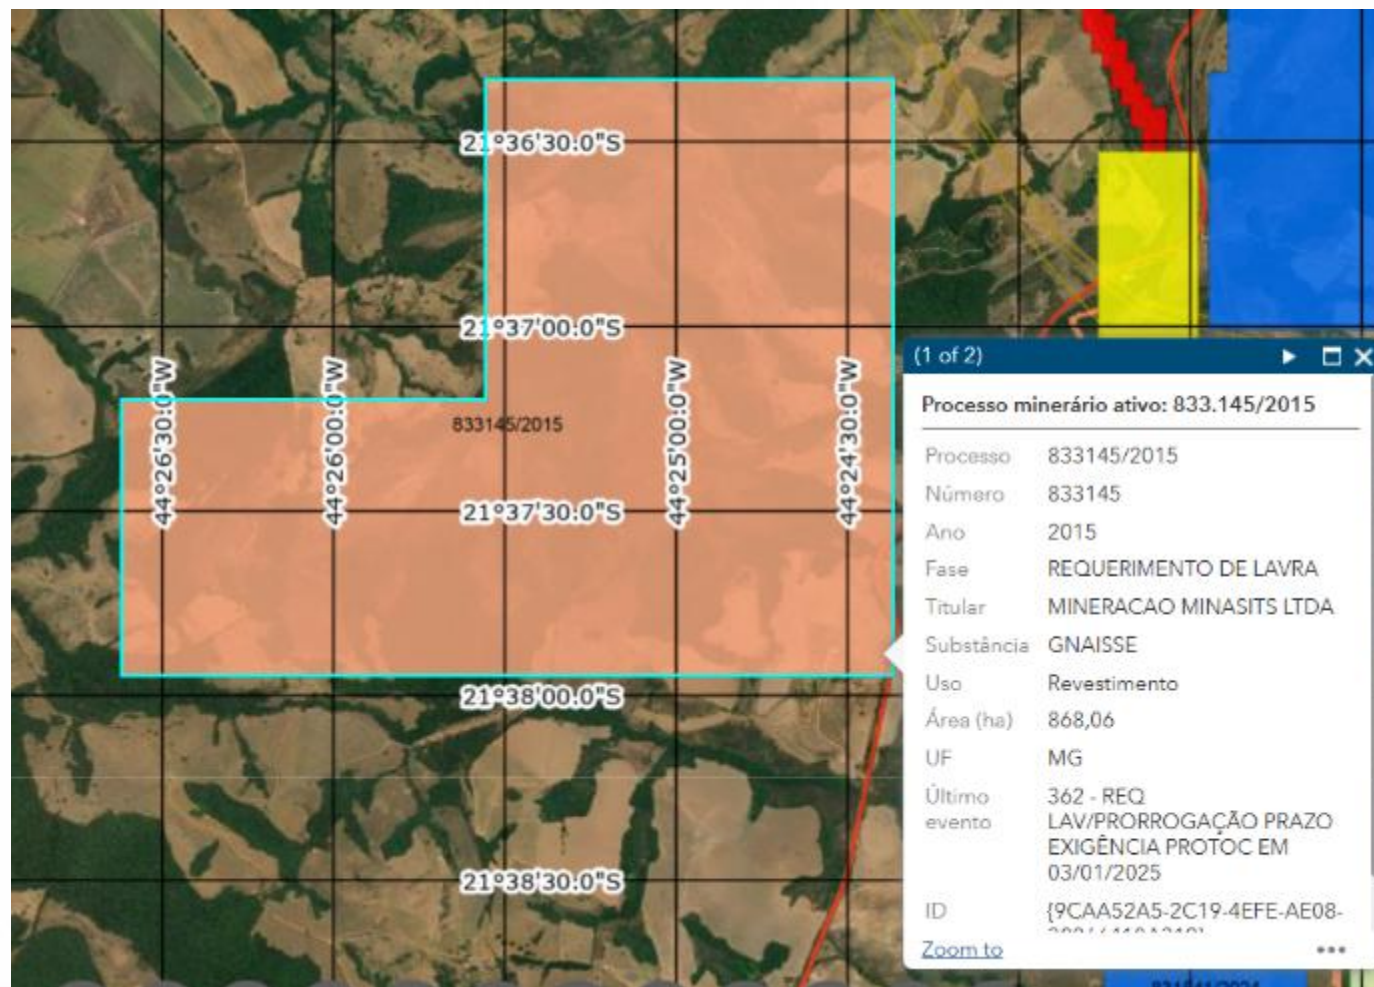 21°36'30.0"S
21°37'00.0"S
44°26'30.0"W
44°26'00.0"W
44°25'00.0"W
44°24'30.0"W
833145/2015
21°37'30.0"S
21°38'00.0"S
21°38'30.0"S
(1 of 2)
Processo minerário ativo: 833.145/2015
Processo 833145/2015
Número 833145
Ano 2015
Fase REQUERIMENTO DE LAVRA
Titular MINERACAO MINASITS LTDA
Substância GNAISSE
Uso Revestimento
Área (ha) 868,06
UF MG
Último evento 362 - REQ
LAV/PRORROGAÇÃO PRAZO
EXIGÊNCIA PROTOC EM
03/01/2025
ID {9CAA52A5-2C19-4EFE-AE08-
Zoom to